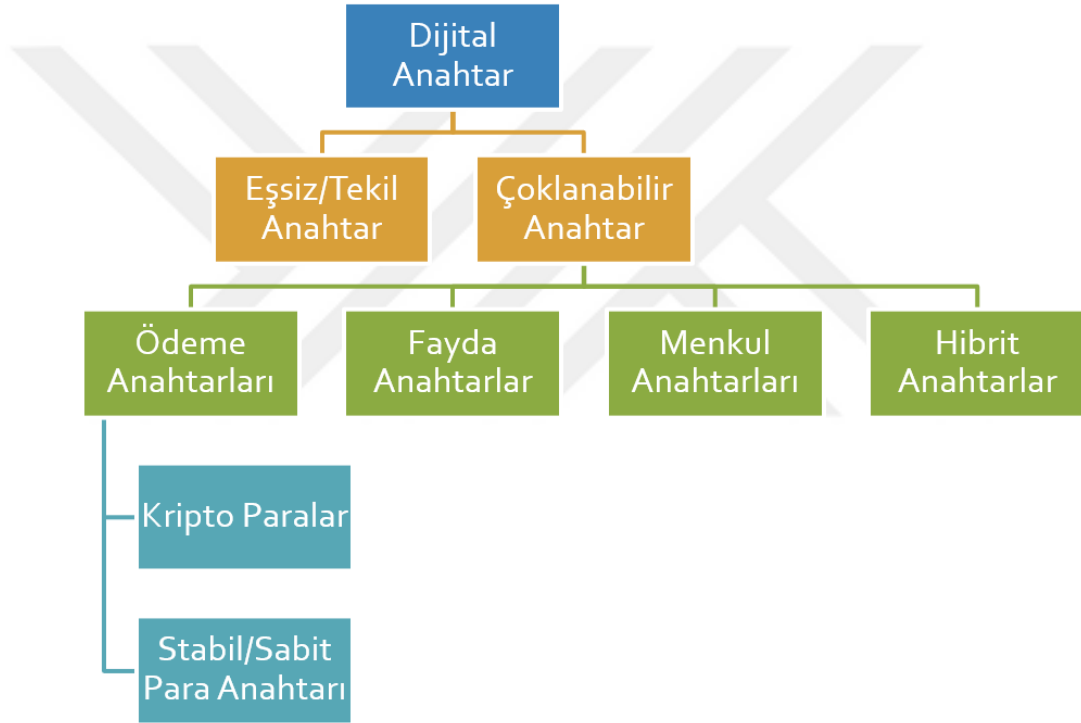 Dijital
Anahtar
Eşsiz/Tekil
Anahtar
Çoklanabilir
Anahtar
Ödeme
Anahtarları
Fayda
Anahtarlar
Menkul
Anahtarları
Hibrit
Anahtarlar
Kripto Paralar
Stabil/Sabit
Para Anahtarı